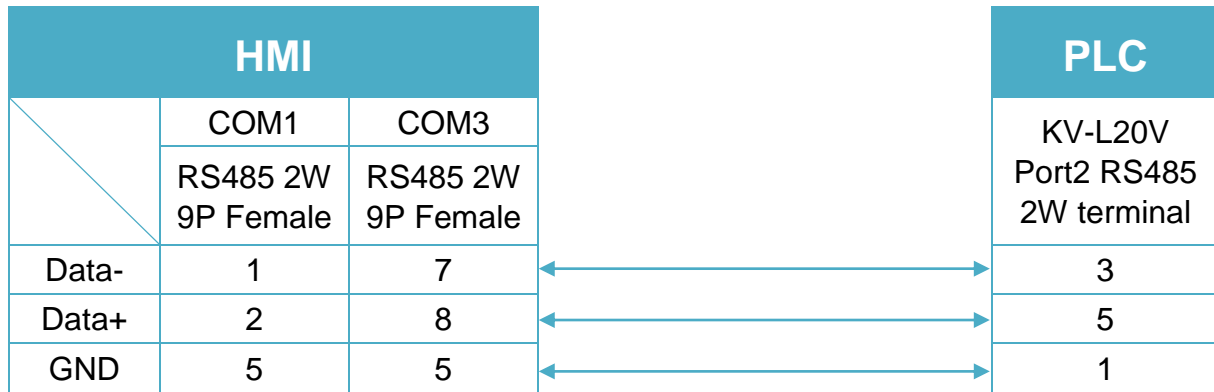 HMI
PLC
COM1 COM3
RS485 2W
9P Female
RS485 2W
9P Female
KV-L20V
Port2 RS485
2W terminal
Data- 1 7 3
Data+ 2 8 5
GND 5 5 1